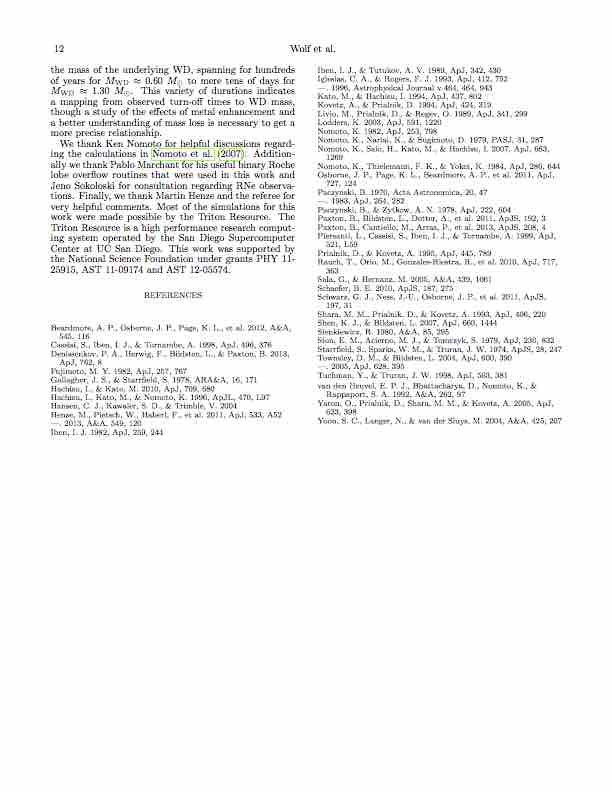 12
Wolf et al.
the mass of the underlying WD, spanning for hundreds
of years for MWD ≈ 0.60 M⊙ to mere tens of days for
MWD ≈ 1.30 M⊙. This variety of durations indicates
a mapping from observed turn-off times to WD mass,
though a study of the effects of metal enhancement and
a better understanding of mass loss is necessary to get a
more precise relationship.
We thank Ken Nomoto for helpful discussions regard-
ing the calculations in Nomoto et al. (2007). Addition-
ally we thank Pablo Marchant for his useful binary Roche
lobe overflow routines that were used in this work and
Jeno Sokoloski for consultation regarding RNe observa-
tions. Finally, we thank Martin Henze and the referee for
very helpful comments. Most of the simulations for this
work were made possible by the Triton Resource. The
Triton Resource is a high performance research comput-
ing system operated by the San Diego Supercomputer
Center at UC San Diego. This work was supported by
the National Science Foundation under grants PHY 11-
25915, AST 11-09174 and AST 12-05574.
REFERENCES
Beardmore, A. P., Osborne, J. P., Page, K. L., et al. 2012, A&A,
545, 116
Cassisi, S., Iben, I. J., & Tornambe, A. 1998, ApJ, 496, 376
Denissenkov, P. A., Herwig, F., Bildsten, L., & Paxton, B. 2013,
ApJ, 762, 8
Fujimoto, M. Y. 1982, ApJ, 257, 767
Gallagher, J. S., & Starrfield, S. 1978, ARA&A, 16, 171
Hachisu, I., & Kato, M. 2010, ApJ, 709, 680
Hachisu, I., Kato, M., & Nomoto, K. 1996, ApJL, 470, L97
Hansen, C. J., Kawaler, S. D., & Trimble, V. 2004
Henze, M., Pietsch, W., Haberl, F., et al. 2011, ApJ, 533, A52
—. 2013, A&A, 549, 120
Iben, I. J. 1982, ApJ, 259, 244
Iben, I. J., & Tutukov, A. V. 1989, ApJ, 342, 430
Iglesias, C. A., & Rogers, F. J. 1993, ApJ, 412, 752
—. 1996, Astrophysical Journal v.464, 464, 943
Kato, M., & Hachisu, I. 1994, ApJ, 437, 802
Kovetz, A., & Prialnik, D. 1994, ApJ, 424, 319
Livio, M., Prialnik, D., & Regev, O. 1989, ApJ, 341, 299
Lodders, K. 2003, ApJ, 591, 1220
Nomoto, K. 1982, ApJ, 253, 798
Nomoto, K., Nariai, K., & Sugimoto, D. 1979, PASJ, 31, 287
Nomoto, K., Saio, H., Kato, M., & Hachisu, I. 2007, ApJ, 663,
1269
Nomoto, K., Thielemann, F. K., & Yokoi, K. 1984, ApJ, 286, 644
Osborne, J. P., Page, K. L., Beardmore, A. P., et al. 2011, ApJ,
727, 124
Paczynski, B. 1970, Acta Astronomica, 20, 47
—. 1983, ApJ, 264, 282
Paczynski, B., & Zytkow, A. N. 1978, ApJ, 222, 604
Paxton, B., Bildsten, L., Dotter, A., et al. 2011, ApJS, 192, 3
Paxton, B., Cantiello, M., Arras, P., et al. 2013, ApJS, 208, 4
Piersanti, L., Cassisi, S., Iben, I. J., & Tornambe, A. 1999, ApJ,
521, L59
Prialnik, D., & Kovetz, A. 1995, ApJ, 445, 789
Rauch, T., Orio, M., Gonzales-Riestra, R., et al. 2010, ApJ, 717,
363
Sala, G., & Hernanz, M. 2005, A&A, 439, 1061
Schaefer, B. E. 2010, ApJS, 187, 275
Schwarz, G. J., Ness, J.-U., Osborne, J. P., et al. 2011, ApJS,
197, 31
Shara, M. M., Prialnik, D., & Kovetz, A. 1993, ApJ, 406, 220
Shen, K. J., & Bildsten, L. 2007, ApJ, 660, 1444
Sienkiewicz, R. 1980, A&A, 85, 295
Sion, E. M., Acierno, M. J., & Tomczyk, S. 1979, ApJ, 230, 832
Starrfield, S., Sparks, W. M., & Truran, J. W. 1974, ApJS, 28, 247
Townsley, D. M., & Bildsten, L. 2004, ApJ, 600, 390
—. 2005, ApJ, 628, 395
Tuchman, Y., & Truran, J. W. 1998, ApJ, 503, 381
van den Heuvel, E. P. J., Bhattacharya, D., Nomoto, K., &
Rappaport, S. A. 1992, A&A, 262, 97
Yaron, O., Prialnik, D., Shara, M. M., & Kovetz, A. 2005, ApJ,
623, 398
Yoon, S. C., Langer, N., & van der Sluys, M. 2004, A&A, 425, 207